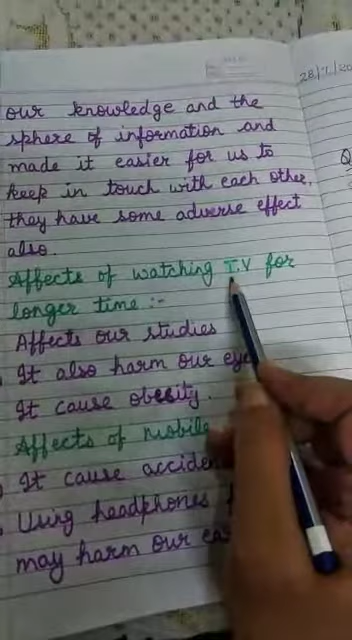 28/7/20
our knowledge and the
sphere of information and
made it easier for us to
keep in touch with each other,
they have some adverse effect
also.
Affects of watching T.V for
longer time :-
Affects our studies
It also harm our eye
It cause obesity.
Affects of mobile
It cause acciden
Using headphones
may harm our ea
Q